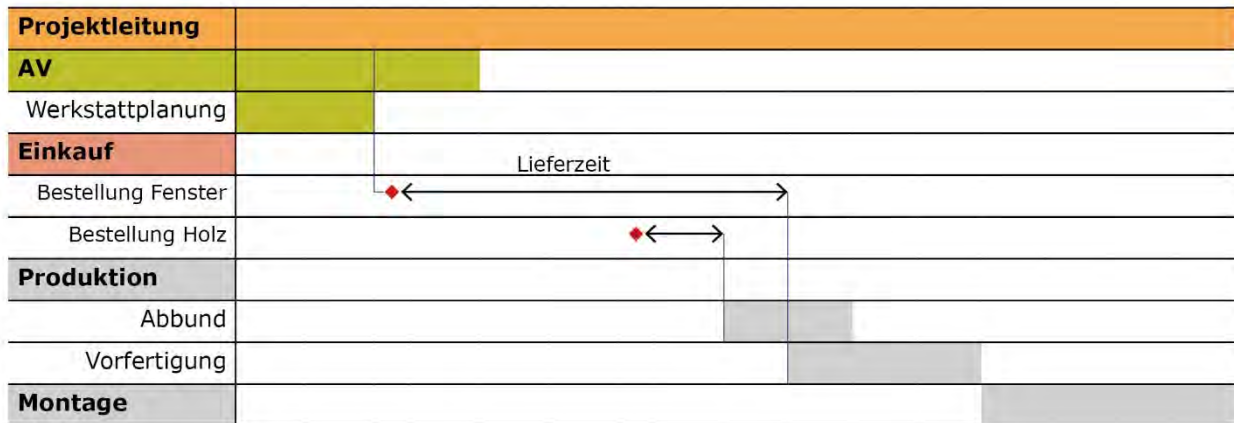 Projektleitung
AV
Werkstattplanung
Einkauf
Lieferzeit
Bestellung Fenster
Bestellung Holz
Produktion
Abbund
Vorfertigung
Montage